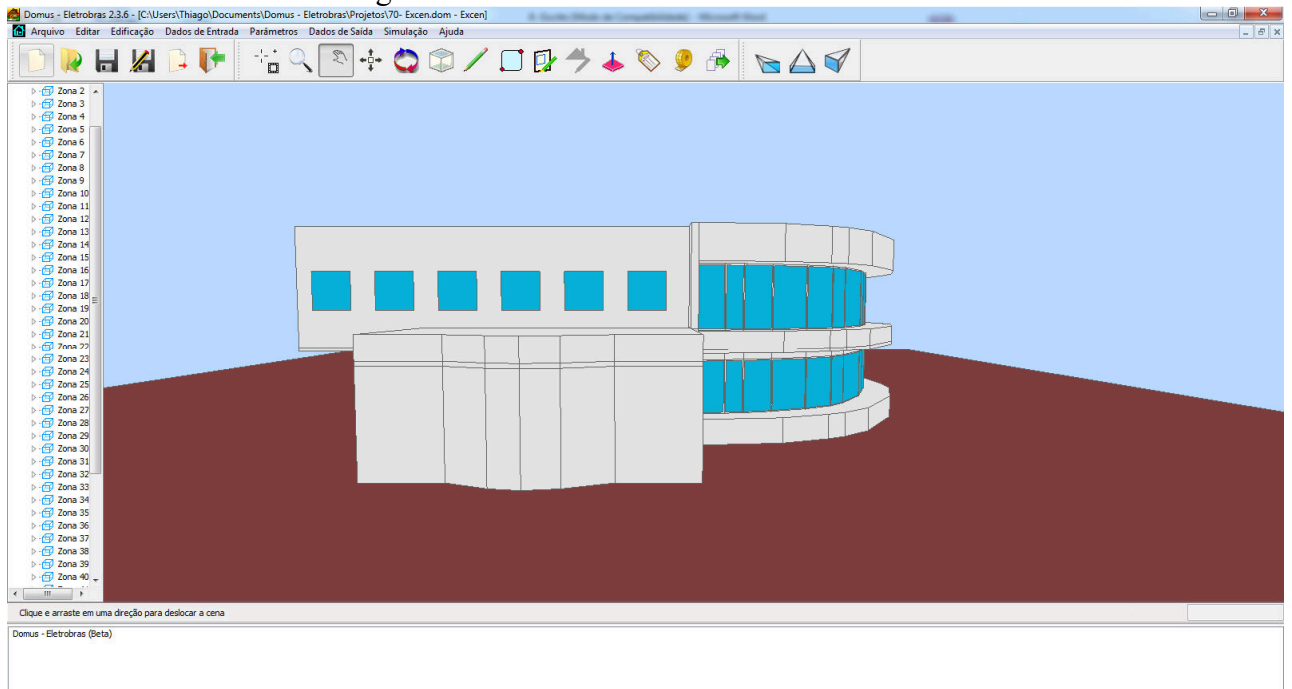 Domus - Eletrobras 2.3.6 - [C:\Users\Thiago\Documents\Domus - Eletrobras\Projetos\70- Excen.dom - Excen]
Arquivo Editar Edificação Dados de Entrada Parâmetros Dados de Saída Simulação Ajuda
Zona 2
Zona 3
Zona 4
Zona 5
Zona 6
Zona 7
Zona 8
Zona 9
Zona 10
Zona 11
Zona 12
Zona 13
Zona 14
Zona 15
Zona 16
Zona 17
Zona 18
Zona 19
Zona 20
Zona 21
Zona 22
Zona 23
Zona 24
Zona 25
Zona 26
Zona 27
Zona 28
Zona 29
Zona 30
Zona 31
Zona 32
Zona 33
Zona 34
Zona 35
Zona 36
Zona 37
Zona 38
Zona 39
Zona 40
Clique e arraste em uma direção para deslocar a cena
Domus - Eletrobras (Beta)